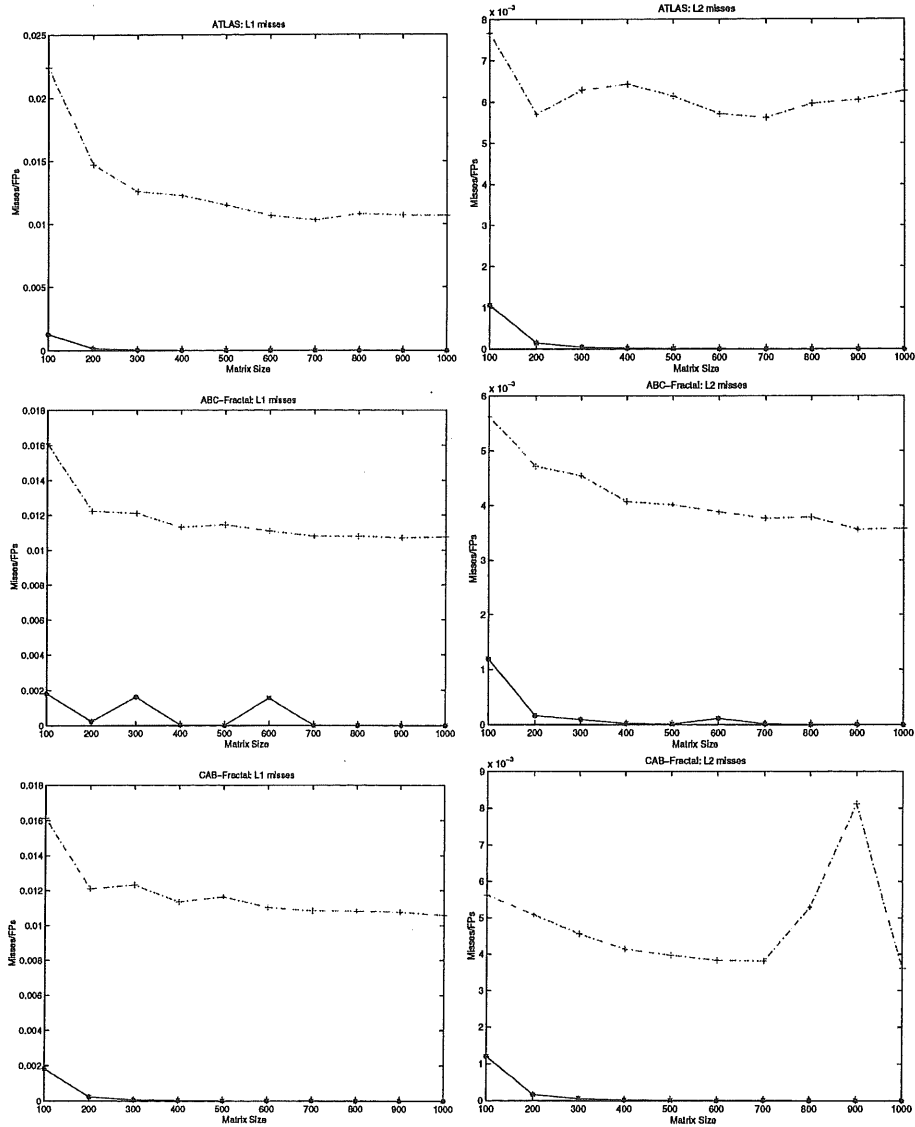 ATLAS: L1 misses
0.025
0.02
0.015
0.01
0.005
0
Misses/FPs
100 200 300 400 500 600 700 800 900 1000
Matrix Size
ATLAS: L2 misses
x 10⁻³
8
7
6
5
4
3
2
1
0
Misses/FPs
100 200 300 400 500 600 700 800 900 1000
Matrix Size
ABC-Fractal: L1 misses
0.018
0.016
0.014
0.012
0.01
0.008
0.006
0.004
0.002
0
Misses/FPs
100 200 300 400 500 600 700 800 900 1000
Matrix Size
ABC-Fractal: L2 misses
x 10⁻³
6
5
4
3
2
1
0
Misses/FPs
100 200 300 400 500 600 700 800 900 1000
Matrix Size
CAB-Fractal: L1 misses
0.018
0.016
0.014
0.012
0.01
0.008
0.006
0.004
0.002
0
Misses/FPs
100 200 300 400 500 600 700 800 900 1000
Matrix Size
CAB-Fractal: L2 misses
x 10⁻³
9
8
7
6
5
4
3
2
1
0
Misses/FPs
100 200 300 400 500 600 700 800 900 1000
Matrix Size